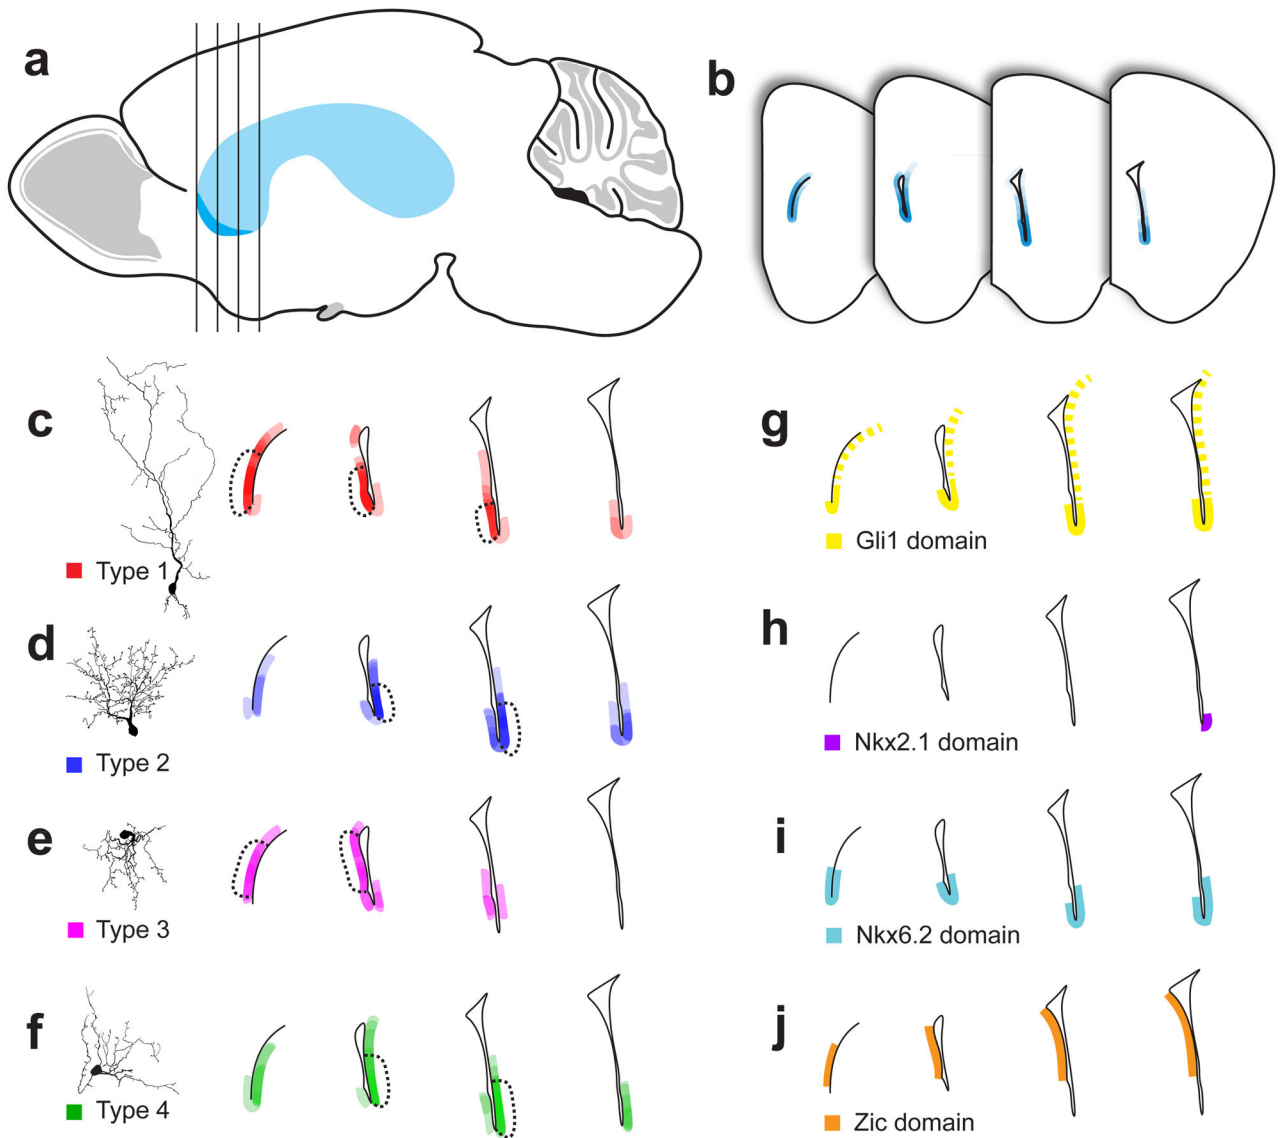 a
b
c
Type 1
d
Type 2
e
Type 3
f
Type 4
g
Gli1 domain
h
Nkx2.1 domain
i
Nkx6.2 domain
j
Zic domain